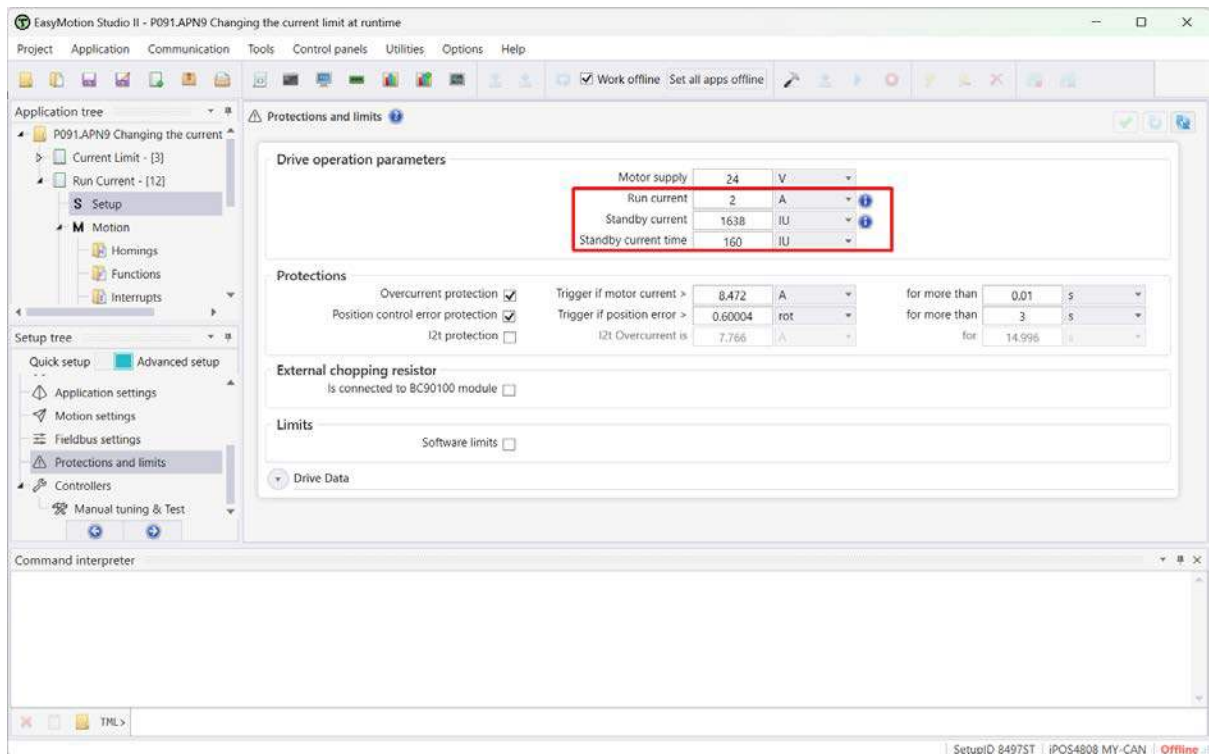 EasyMotion Studio II - P091.APN9 Changing the current limit at runtime
Project Application Communication Tools Control panels Utilities Options Help
Work offline Set all apps offline
Application tree
P091.APN9 Changing the current
Current Limit - [3]
Run Current - [12]
S Setup
M Motion
Homings
Functions
Interrupts
Setup tree
Quick setup Advanced setup
Application settings
Motion settings
Fieldbus settings
Protections and limits
Controllers
Manual tuning & Test
Protections and limits
Drive operation parameters
Motor supply 24 V
Run current 2 A
Standby current 1638 IU
Standby current time 160 IU
Protections
Overcurrent protection Trigger if motor current > 8.472 A for more than 0.01 s
Position control error protection Trigger if position error > 0.60004 rot for more than 3 s
I2t protection I2t Overcurrent is 7.766 A for 14.996 s
External chopping resistor
Is connected to BC90100 module
Limits
Software limits
Drive Data
Command interpreter
TML>
SetupID 8497ST iPOS4808 MY-CAN Offline